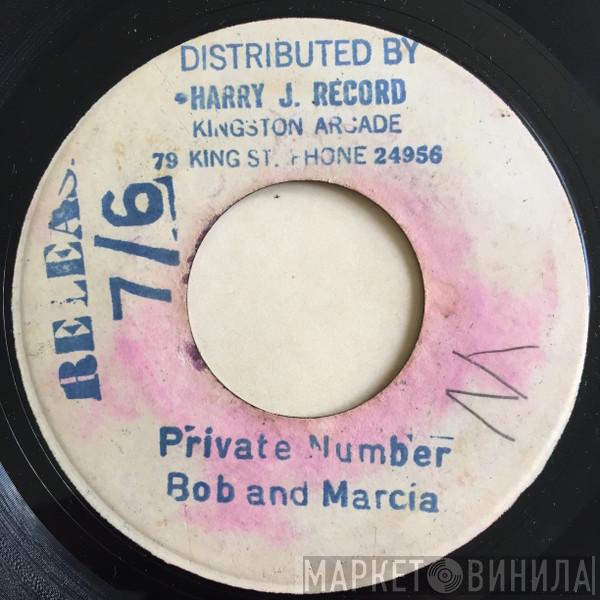 DISTRIBUTED BY
HARRY J. RECORD
KINGSTON ARCADE
79 KING ST. PHONE 24956
RELEAS
7/6
Private Number
Bob and Marcia
МАРКЕТ ВИНИЛА